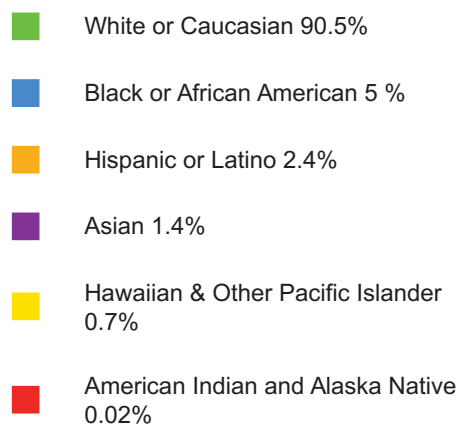 White or Caucasian 90.5%
Black or African American 5 %
Hispanic or Latino 2.4%
Asian 1.4%
Hawaiian & Other Pacific Islander
0.7%
American Indian and Alaska Native
0.02%